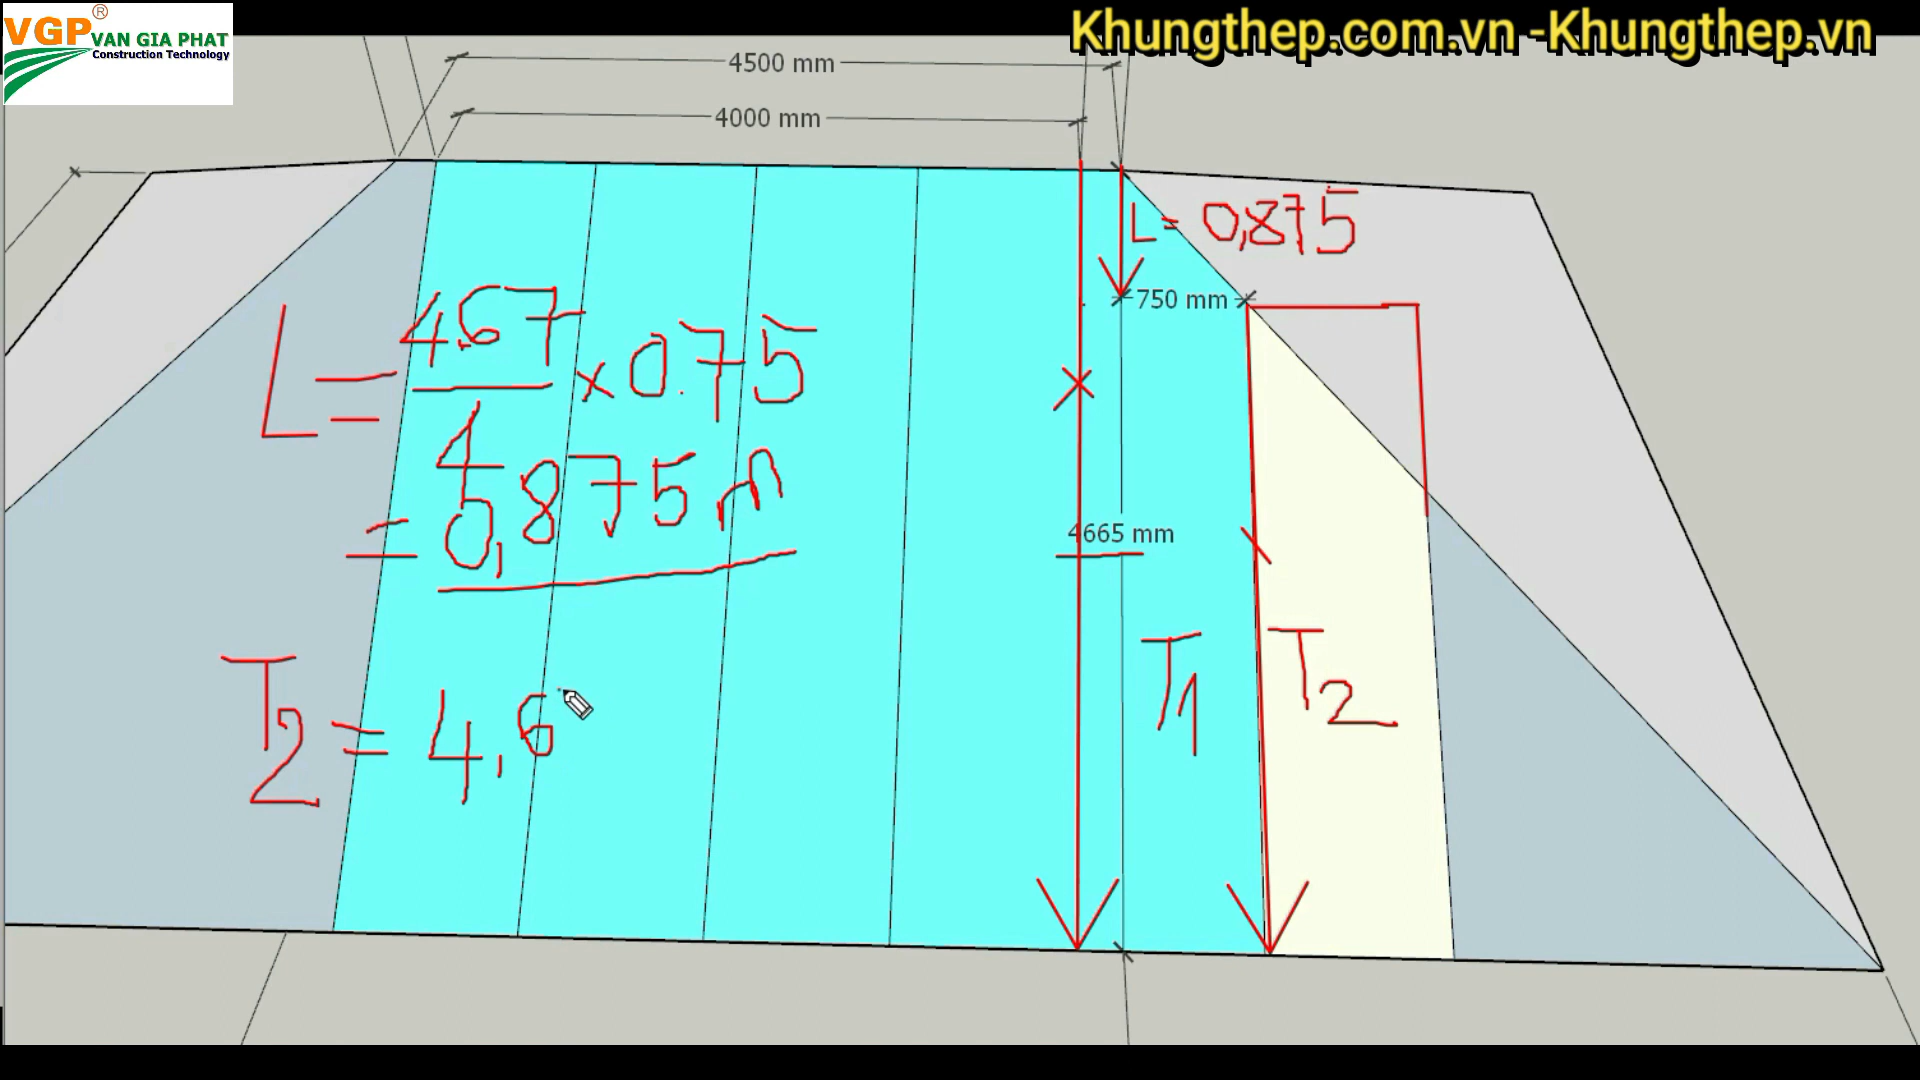 VGP®
VAN GIA PHAT
Construction Technology
Khungthep.com.vn -Khungthep.vn
4500 mm
4000 mm
L= 0,875
750 mm
L= 4.67 x 0.75
4
= 0,875 m
4665 mm
T1
T2
T2 = 4,6